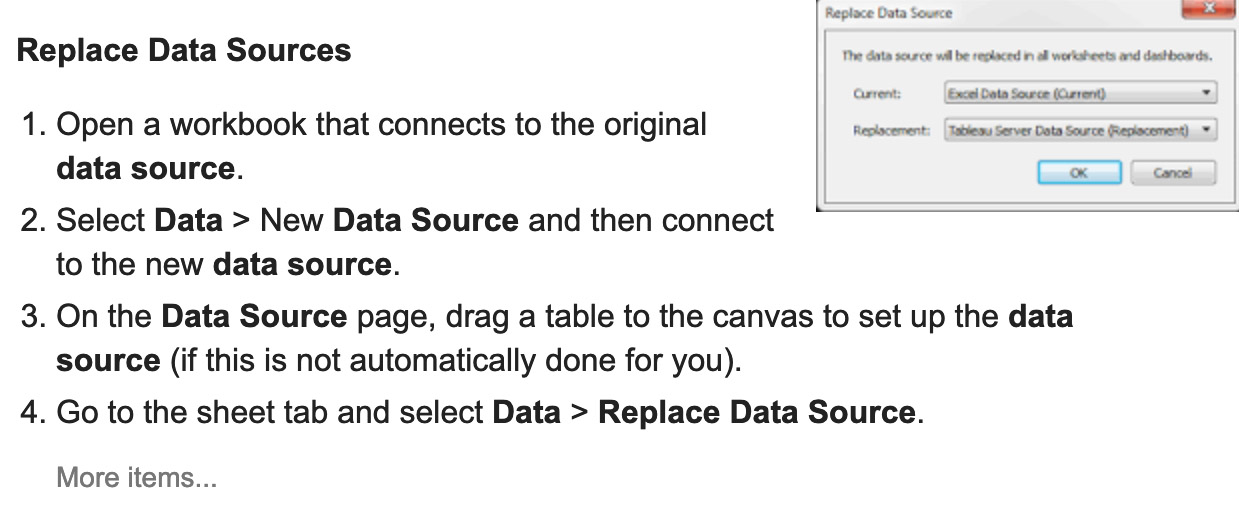 Replace Data Sources
1. Open a workbook that connects to the original
data source.
2. Select Data > New Data Source and then connect
to the new data source.
3. On the Data Source page, drag a table to the canvas to set up the data
source (if this is not automatically done for you).
4. Go to the sheet tab and select Data > Replace Data Source.
More items...
Replace Data Source
The data source will be replaced in all worksheets and dashboards.
Current: Excel Data Source (Current)
Replacement: Tableau Server Data Source (Replacement)
OK Cancel